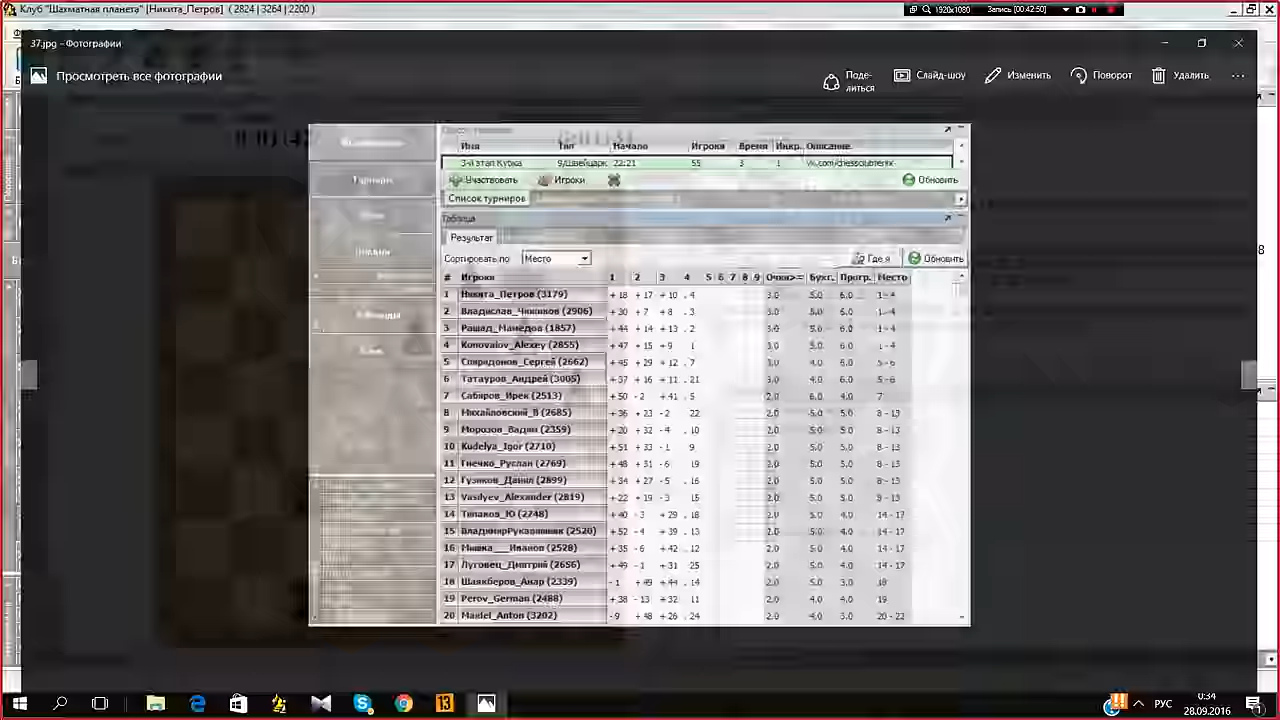 Клуб "Шахматная планета" [Никита_Петров] ( 2824 | 3264 | 2200 )
1920x1080 Запись [00:42:50]
37.jpg - Фотографии
Просмотреть все фотографии
Поделиться Слайд-шоу Изменить Поворот Удалить
Имя Тип Начало Игроки Время Инкр. Описание
3-й этап Кубка 9/Швейцарк 22:21 55 3 1
Участвовать Игроки Обновить
Список турниров
Таблица
Результат
Сортировать по Место Где я Обновить
# Игроки 1 2 3 4 5 6 7 8 9 Очки>= Бухг. Прогр. Место
1 Никита_Петров (3179) +18 +17 +10 . 4 3.0 5.0 6.0 1 - 4
2 (2906) +30 +7 +8 . 3 3.0 5.0 6.0 1 - 4
3 Рашад_Мамедов (1857) +44 +14 +13 . 2 3.0 5.0 6.0 1 - 4
4 Konovalov_Alexey (2855) +47 +15 +9 1 3.0 5.0 6.0 1 - 4
5 Спиридонов_Сергей (2662) +45 +29 +12 . 7 3.0 4.0 6.0 5 - 6
6 Татауров_Андрей (3005) +37 +16 +11 . 21 3.0 4.0 6.0 5 - 6
7 Сабиров_Ирек (2513) +50 -2 +41 . 5 2.0 6.0 4.0 7
8 Михайловский_В (2685) +36 +23 -2 22 2.0 5.0 5.0 8 - 13
9 Морозов_Вадим (2359) +20 +32 -4 . 10 2.0 5.0 5.0 8 - 13
10 Kudelya_Igor (2710) +51 +33 -1 9 2.0 5.0 5.0 8 - 13
11 Гнечко_Руслан (2769) +48 +31 -6 19 2.0 5.0 5.0 8 - 13
12 Гузиков_Данил (2899) +34 +27 -5 . 16 2.0 5.0 5.0 8 - 13
13 Vasilyev_Alexander (2819) +22 +19 -3 15 2.0 5.0 5.0 8 - 13
14 (2748) +40 -3 +29 . 18 2.0 5.0 4.0 14 - 17
15 ВладимирРукавишник (2520) +52 -4 +39 . 13 2.0 5.0 4.0 14 - 17
16 Мишка___Иванов (2528) +35 -6 +42 . 12 2.0 5.0 4.0 14 - 17
17 Луговец_Дмитрий (2656) +49 -1 +31 25 2.0 5.0 4.0 14 - 17
18 Шаякберов_Анар (2339) -1 +49 +44 . 14 2.0 5.0 3.0 18
19 Perov_German (2488) +38 -13 +32 11 2.0 4.0 4.0 19
20 Maidel_Anton (3202) -9 +48 +26 . 24 2.0 4.0 3.0 20 - 23
13
РУС
0:34
28.09.2016